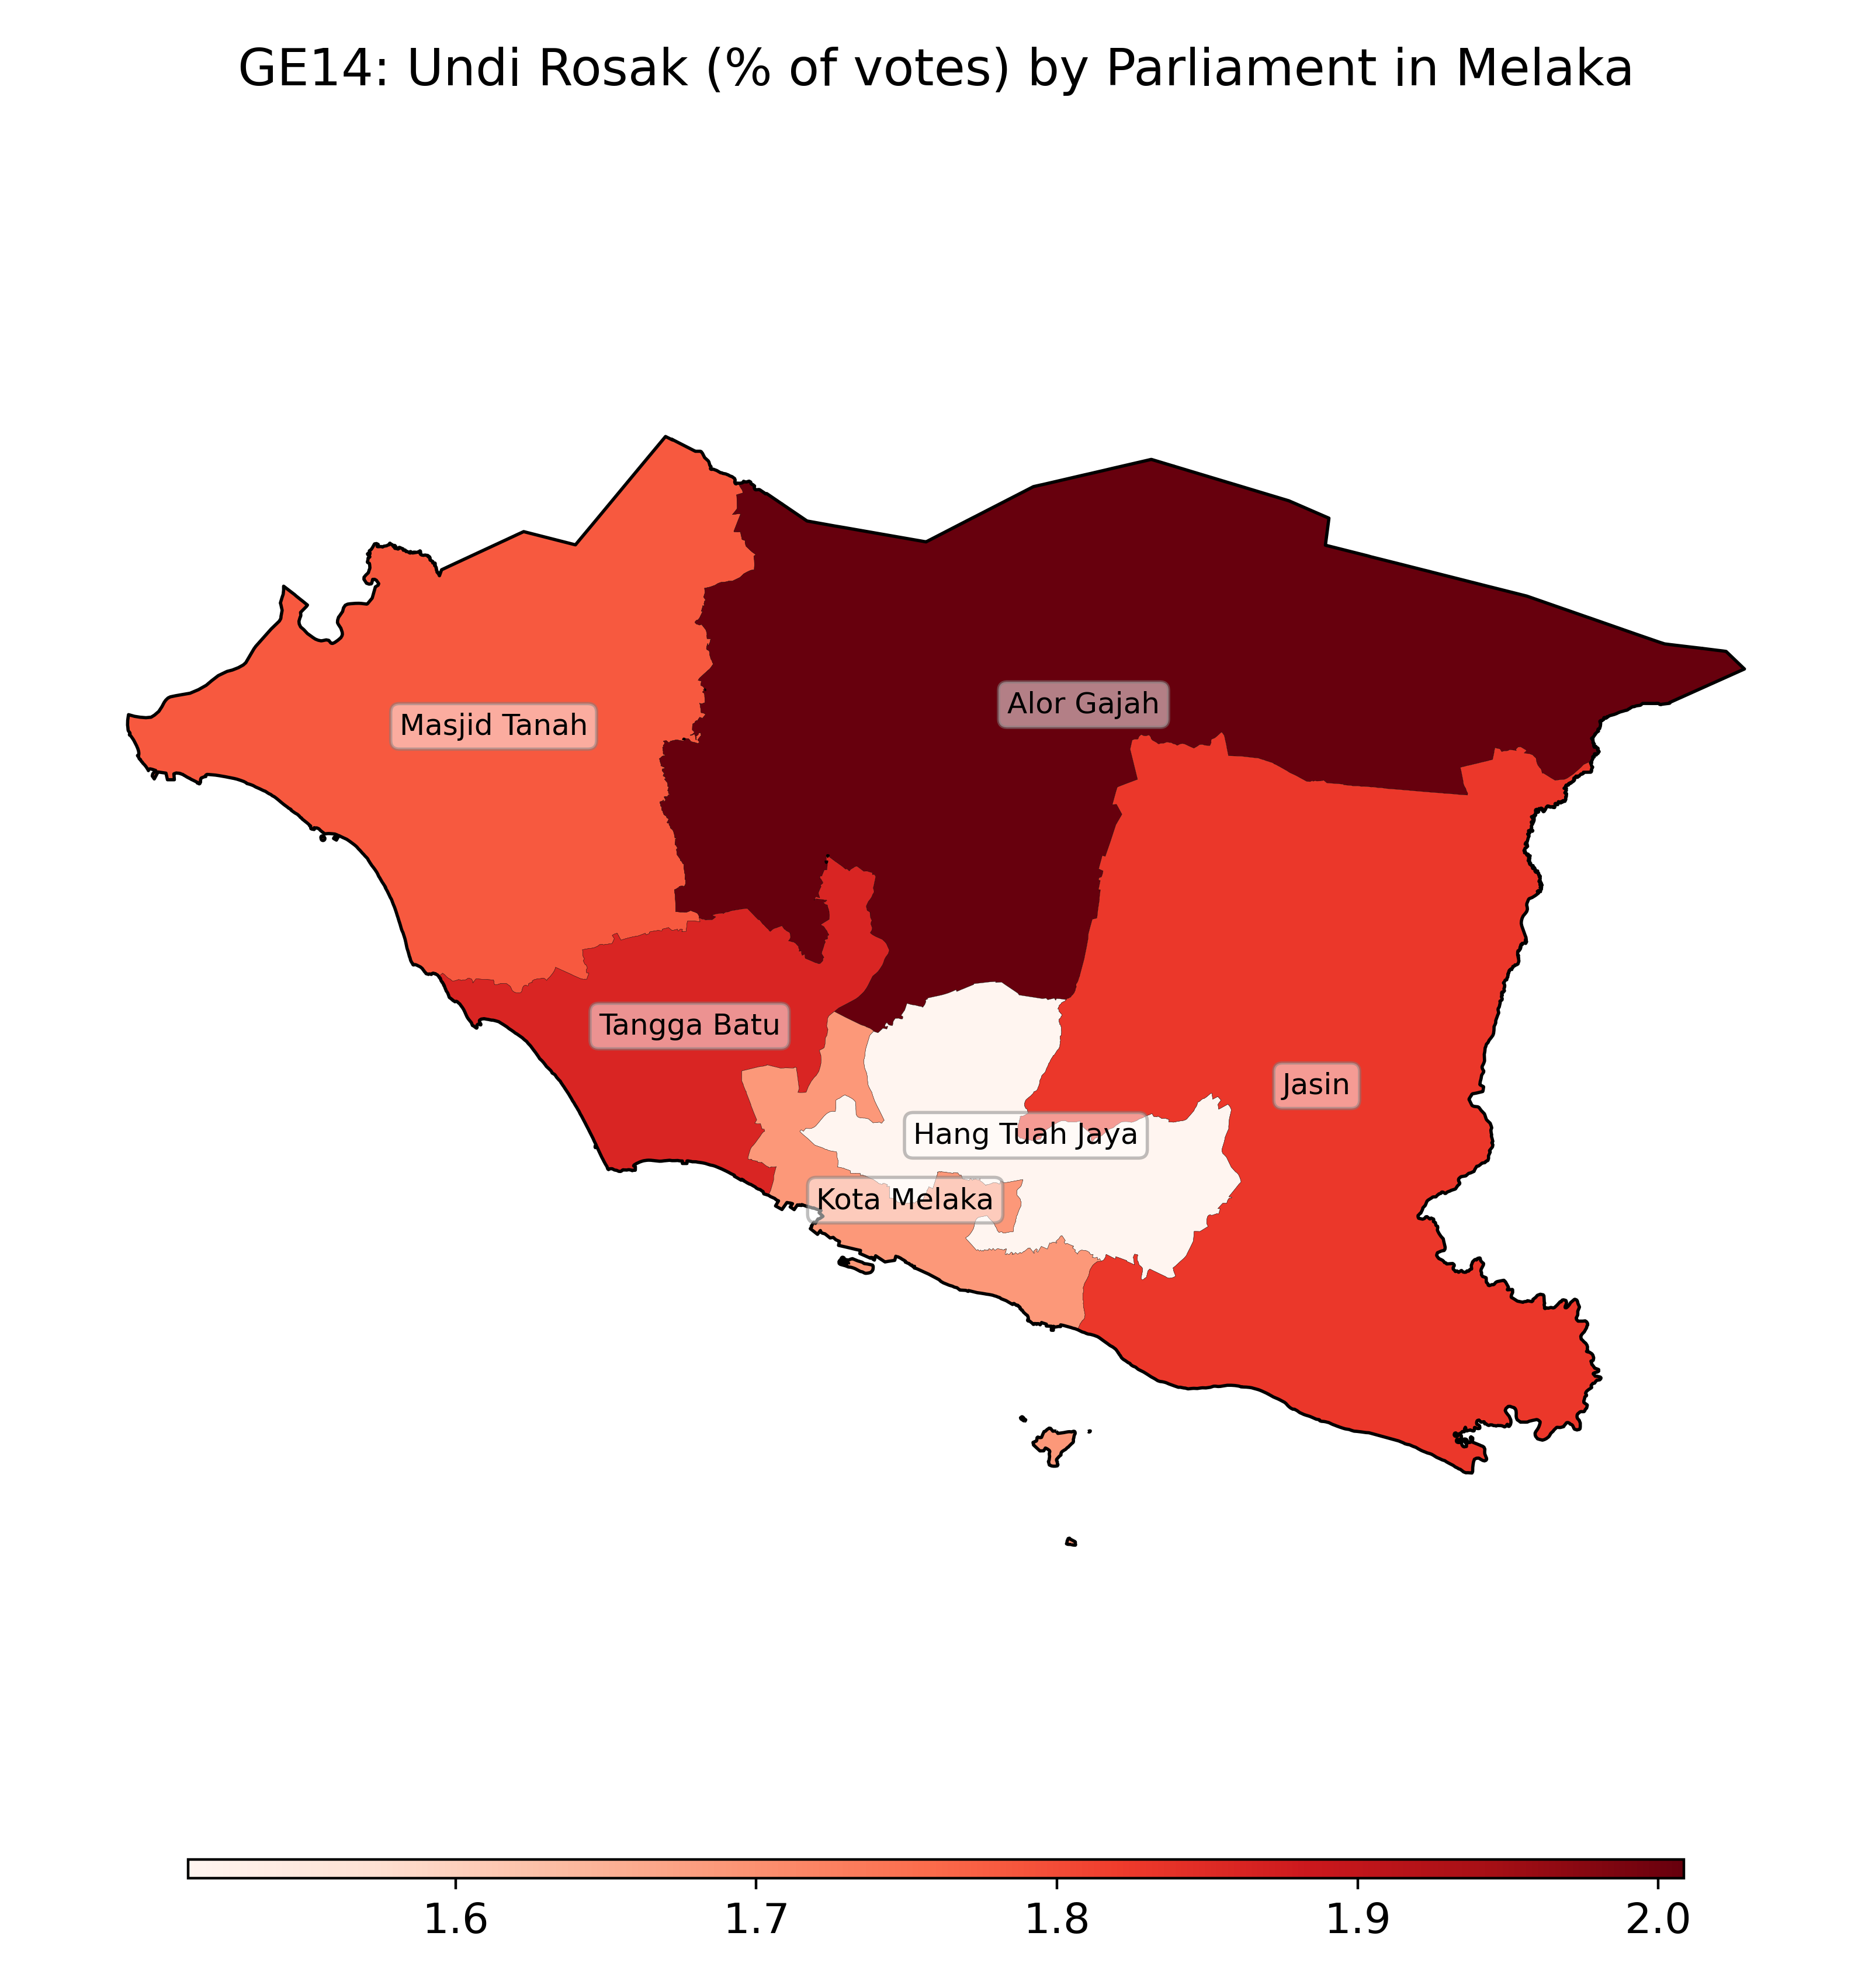 GE14: Undi Rosak (% of votes) by Parliament in Melaka
Alor Gajah
Masjid Tanah
Tangga Batu
Jasin
Hang Tuah Jaya
Kota Melaka
1.6 1.7 1.8 1.9 2.0